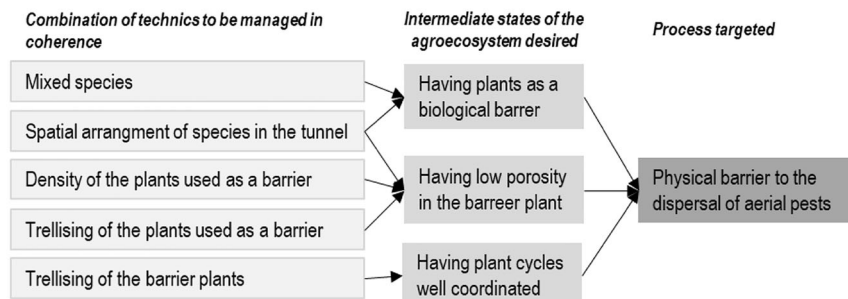 Combination of technics to be managed in
coherence
Intermediate states of the
agroecosystem desired
Process targeted
Mixed species
Spatial arrangment of species in the tunnel
Density of the plants used as a barrier
Trellising of the plants used as a barrier
Trellising of the barrier plants
Having plants as a
biological barrer
Having low porosity
in the barreer plant
Having plant cycles
well coordinated
Physical barrier to the
dispersal of aerial pests